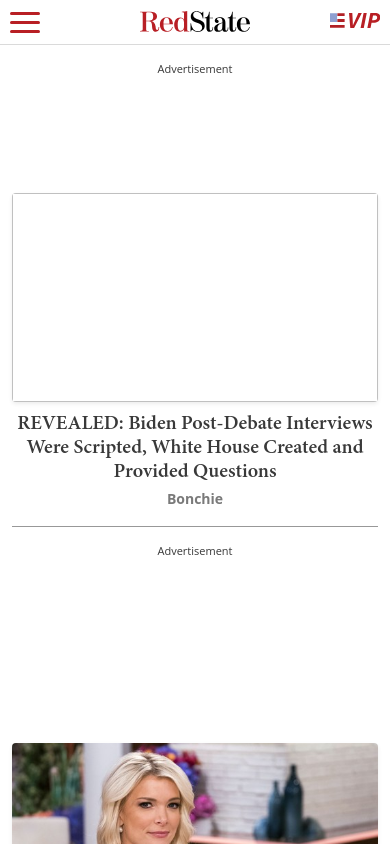 RedState
VIP
Advertisement
REVEALED: Biden Post-Debate Interviews
Were Scripted, White House Created and
Provided Questions
Bonchie
Advertisement